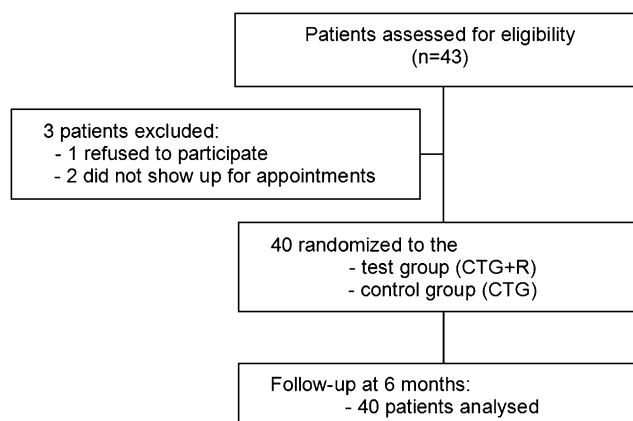 Patients assessed for eligibility
(n=43)
3 patients excluded:
- 1 refused to participate
- 2 did not show up for appointments
40 randomized to the
- test group (CTG+R)
- control group (CTG)
Follow-up at 6 months:
- 40 patients analysed